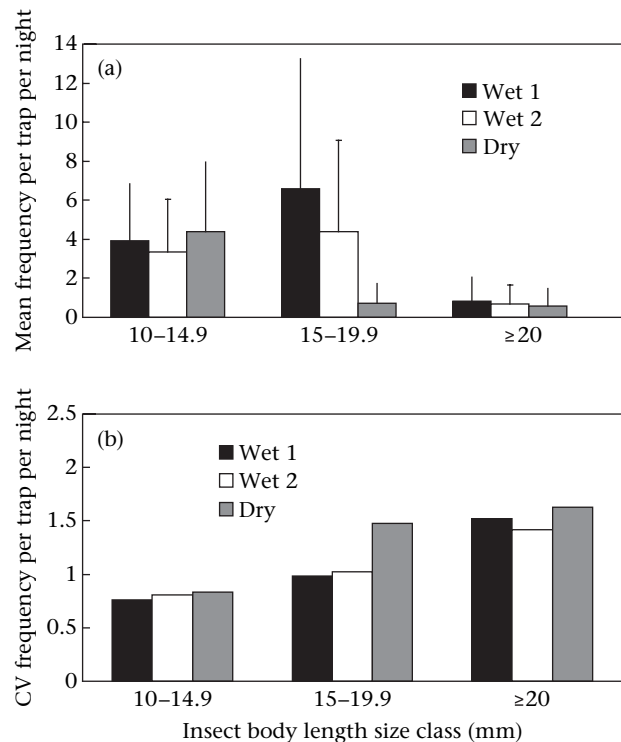 Mean frequency per trap per night
14
12
10
8
6
4
2
0
(a)
Wet 1
Wet 2
Dry
10–14.9 15–19.9 ≥20
CV frequency per trap per night
2.5
2
1.5
1
0.5
0
(b)
Wet 1
Wet 2
Dry
10–14.9 15–19.9 ≥20
Insect body length size class (mm)